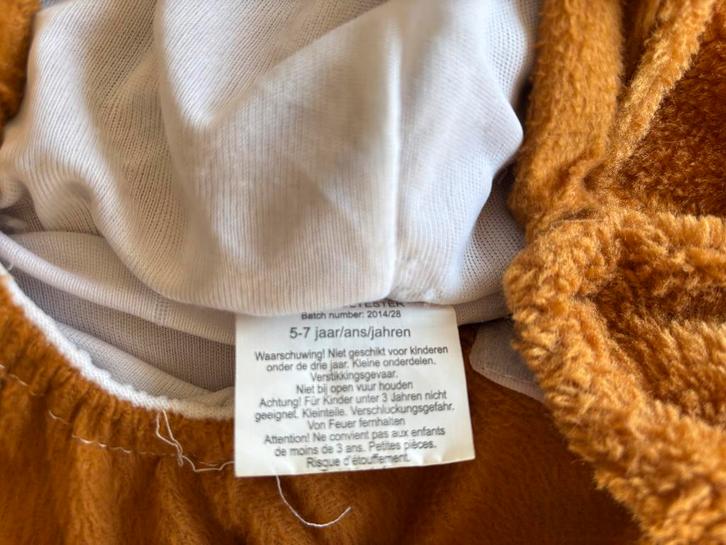 Batch number: 2014/28
5-7 jaar/ans/jahren
Waarschuwing! Niet geschikt voor kinderen
onder de drie jaar. Kleine onderdelen.
Verstikkingsgevaar.
Niet bij open vuur houden
Achtung! Für Kinder unter 3 Jahren nicht
geeignet. Kleinteile. Verschluckungsgefahr.
Von Feuer fernhalten
Attention! Ne convient pas aux enfants
de moins de 3 ans. Petites pièces.
Risque d'étouffement.